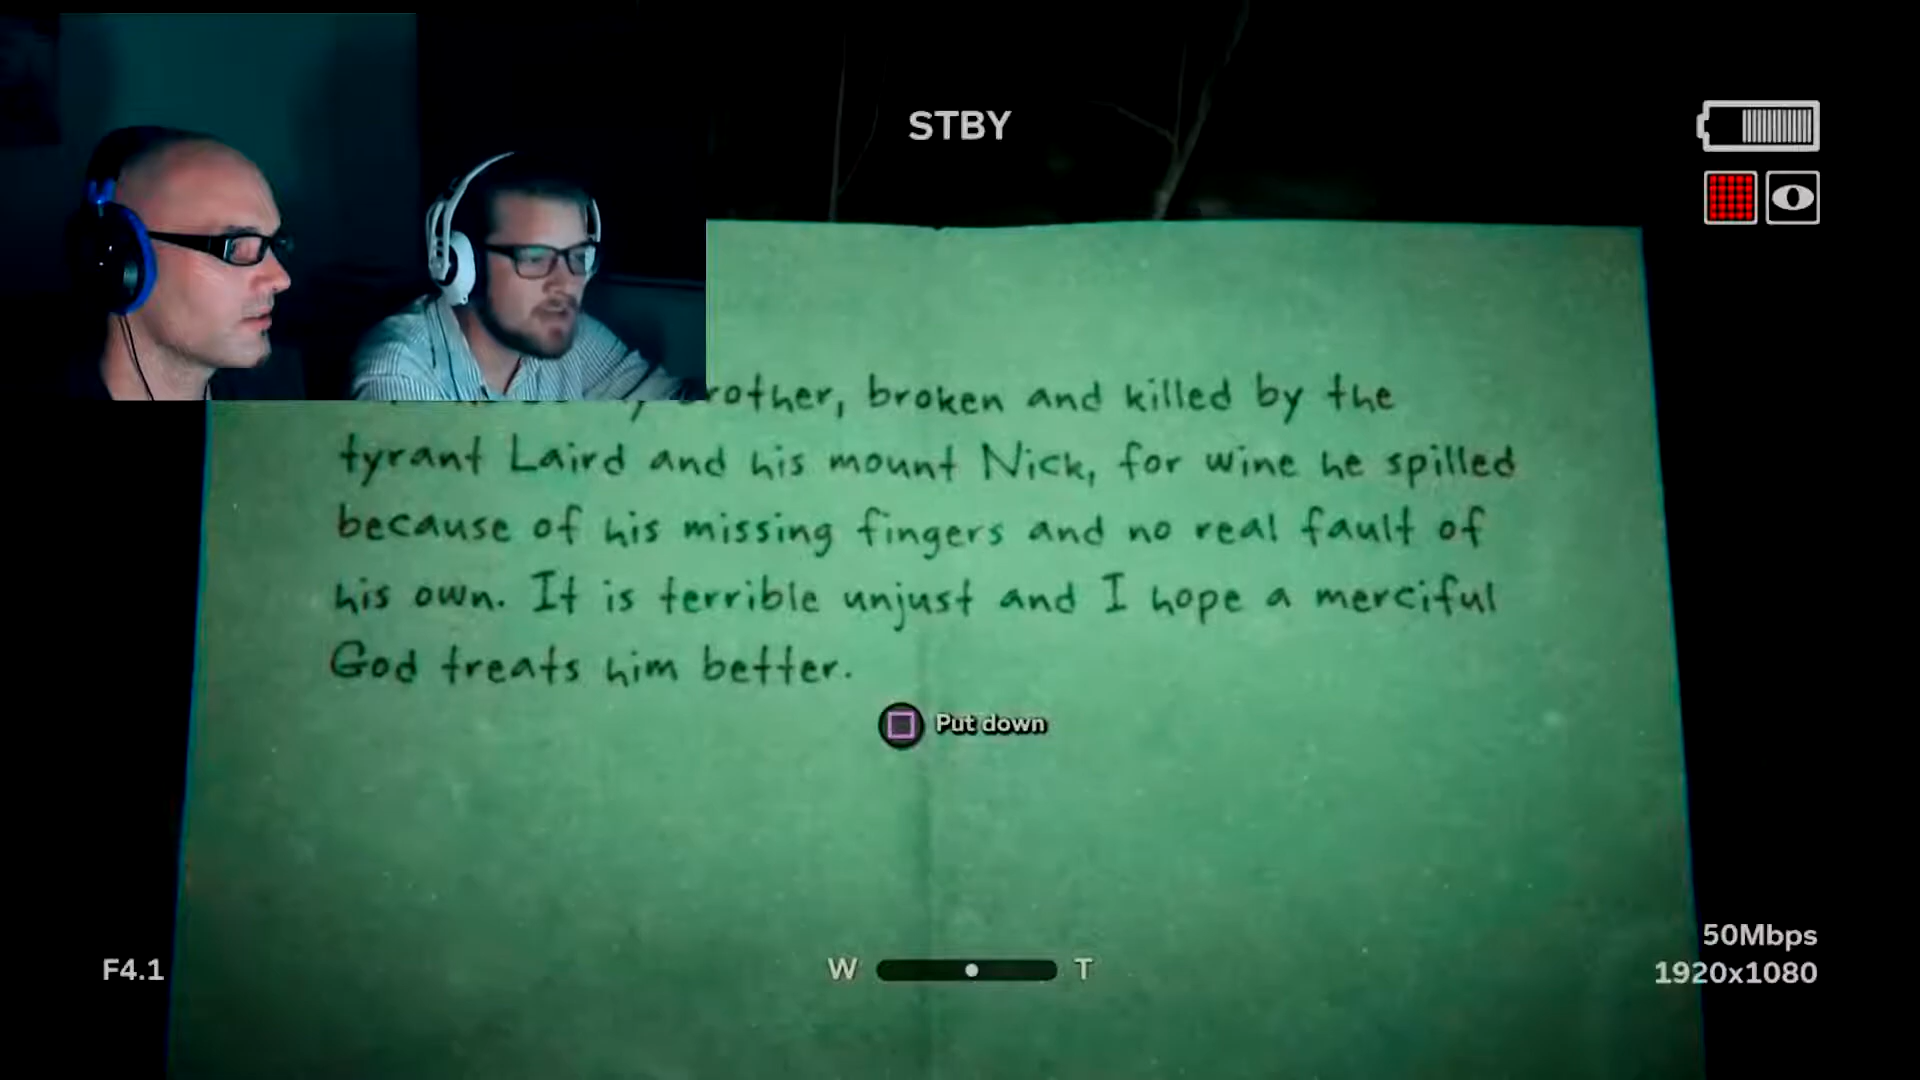 STBY
rother, broken and killed by the
tyrant Laird and his mount Nick, for wine he spilled
because of his missing fingers and no real fault of
his own. It is terrible unjust and I hope a merciful
God treats him better.
Put down
F4.1
W T
50Mbps
1920x1080